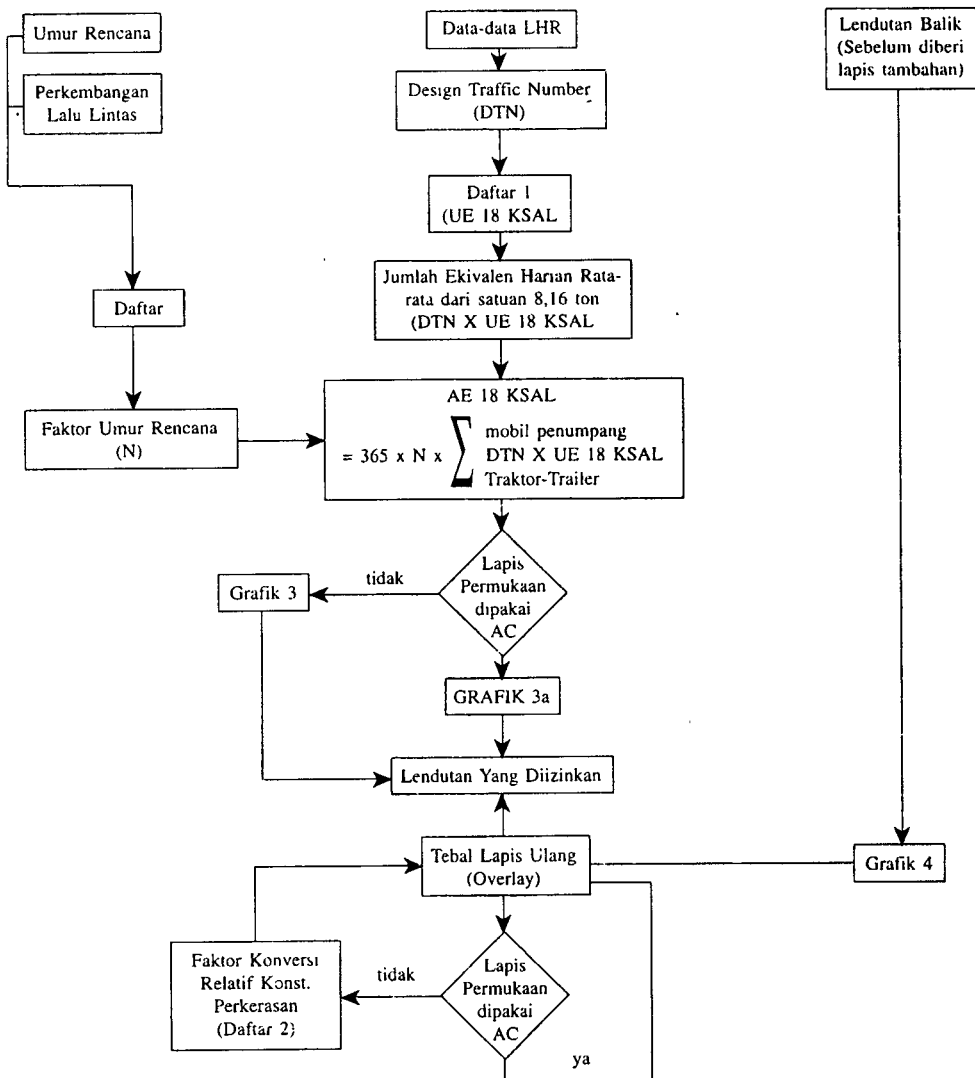 Umur Rencana
Perkembangan
Lalu Lintas
Daftar
Faktor Umur Rencana
(N)
Data-data LHR
Design Traffic Number
(DTN)
Daftar 1
(UE 18 KSAL
Jumlah Ekivalen Harian Rata-
rata dari satuan 8,16 ton
(DTN X UE 18 KSAL
AE 18 KSAL
= 365 x N x ∑ mobil penumpang
DTN X UE 18 KSAL
Traktor-Trailer
Lapis
Permukaan
dipakai
AC
tidak
Grafik 3
GRAFIK 3a
Lendutan Yang Diizinkan
Lendutan Balik
(Sebelum diberi
lapis tambahan)
Grafik 4
Tebal Lapis Ulang
(Overlay)
Lapis
Permukaan
dipakai
AC
tidak
Faktor Konversi
Relatif Konst.
Perkerasan
(Daftar 2)
ya